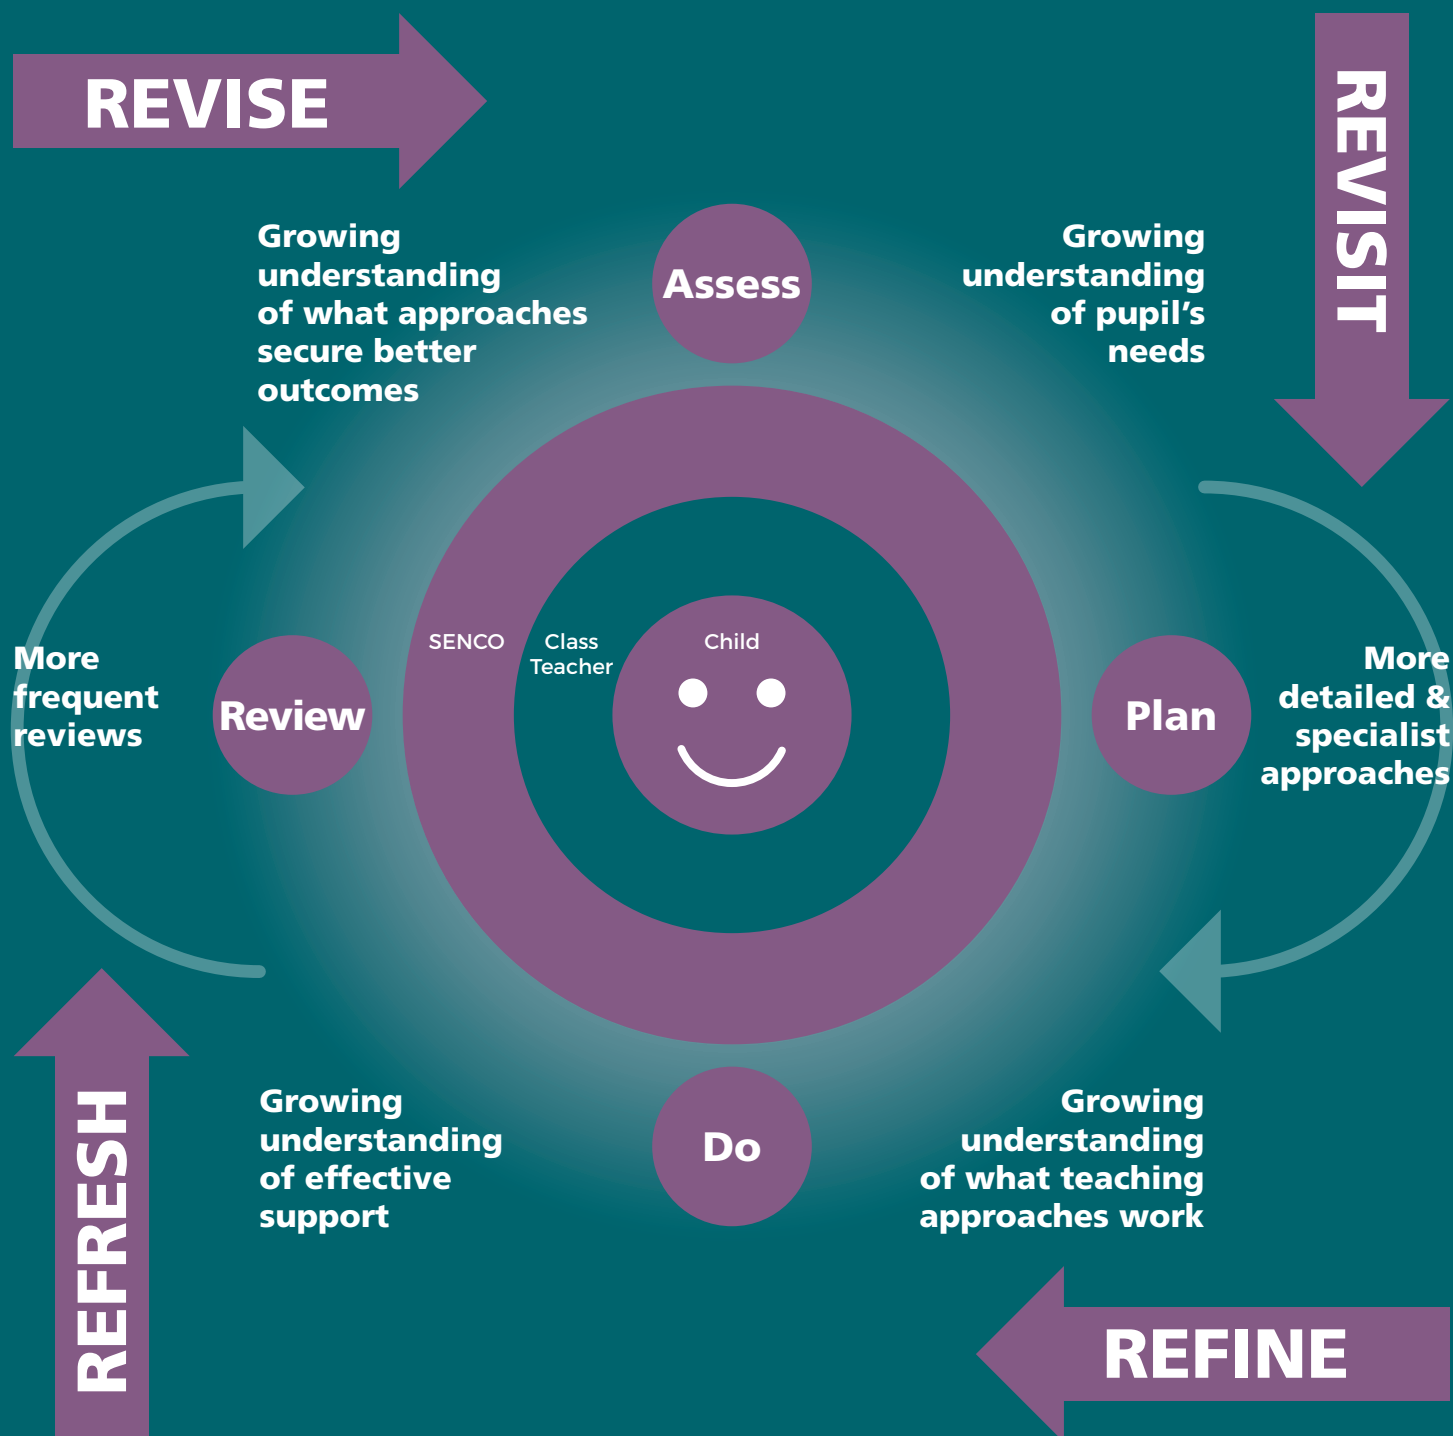 REVISE
REVISIT
Growing
understanding
of what approaches
secure better
outcomes
Assess
Growing
understanding
of pupil's
needs
More
frequent
reviews
Review
SENCO
Class
Teacher
Child
Plan
More
detailed &
specialist
approaches
Growing
understanding
of effective
support
Do
Growing
understanding
of what teaching
approaches work
REFRESH
REFINE